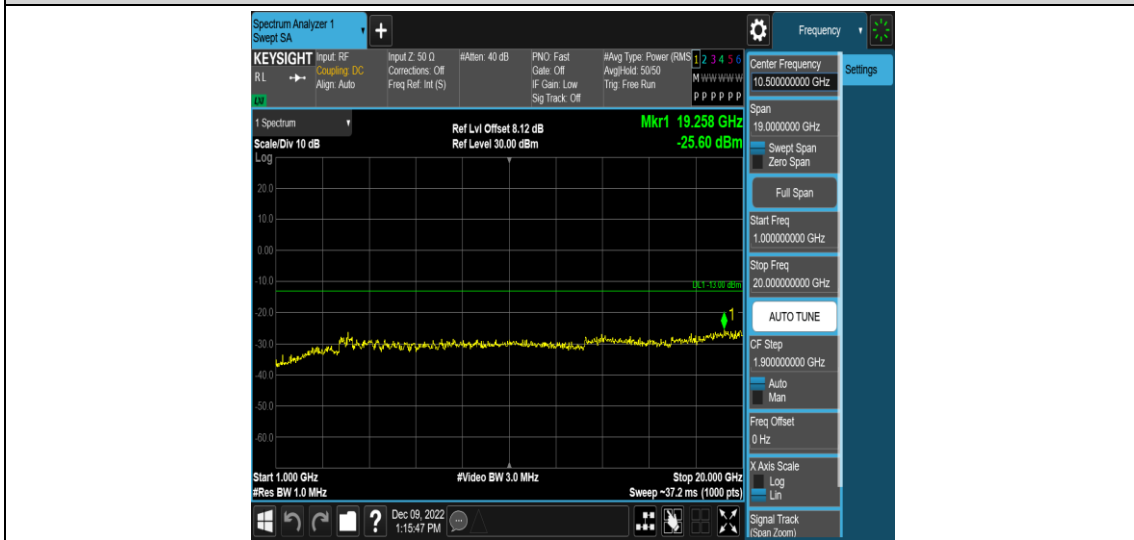 Spectrum Analyzer 1
Swept SA
+
Frequency
KEYSIGHT
RL
Input: RF
Coupling: DC
Align: Auto
Input Z: 50 Ω
Corrections: Off
Freq Ref: Int (S)
#Atten: 40 dB
PNO: Fast
Gate: Off
IF Gain: Low
Sig Track: Off
#Avg Type: Power (RMS
Avg|Hold: 50/50
Trig: Free Run
1 2 3 4 5 6
M W W W W W
P P P P P P
1 Spectrum
Scale/Div 10 dB
Ref Lvl Offset 8.12 dB
Ref Level 30.00 dBm
Mkr1 19.258 GHz
-25.60 dBm
Log
20.0
10.0
0.00
-10.0
-20.0
-30.0
-40.0
-50.0
-60.0
DL1 -13.00 dBm
1
Start 1.000 GHz
#Res BW 1.0 MHz
#Video BW 3.0 MHz
Stop 20.000 GHz
Sweep ~37.2 ms (1000 pts)
Dec 09, 2022
1:15:47 PM
?
Center Frequency
10.500000000 GHz
Settings
Span
19.0000000 GHz
Swept Span
Zero Span
Full Span
Start Freq
1.000000000 GHz
Stop Freq
20.000000000 GHz
AUTO TUNE
CF Step
1.900000000 GHz
Auto
Man
Freq Offset
0 Hz
X Axis Scale
Log
Lin
Signal Track
(Span Zoom)